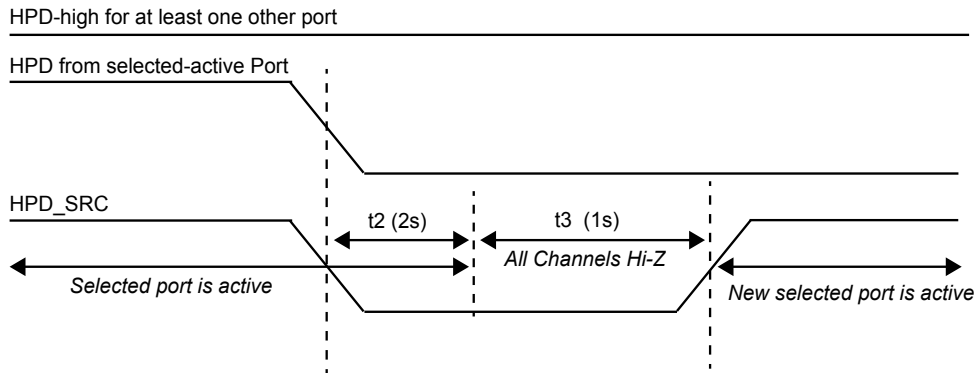 HPD-high for at least one other port
HPD from selected-active Port
HPD_SRC
t2 (2s)
t3 (1s)
All Channels Hi-Z
Selected port is active
New selected port is active